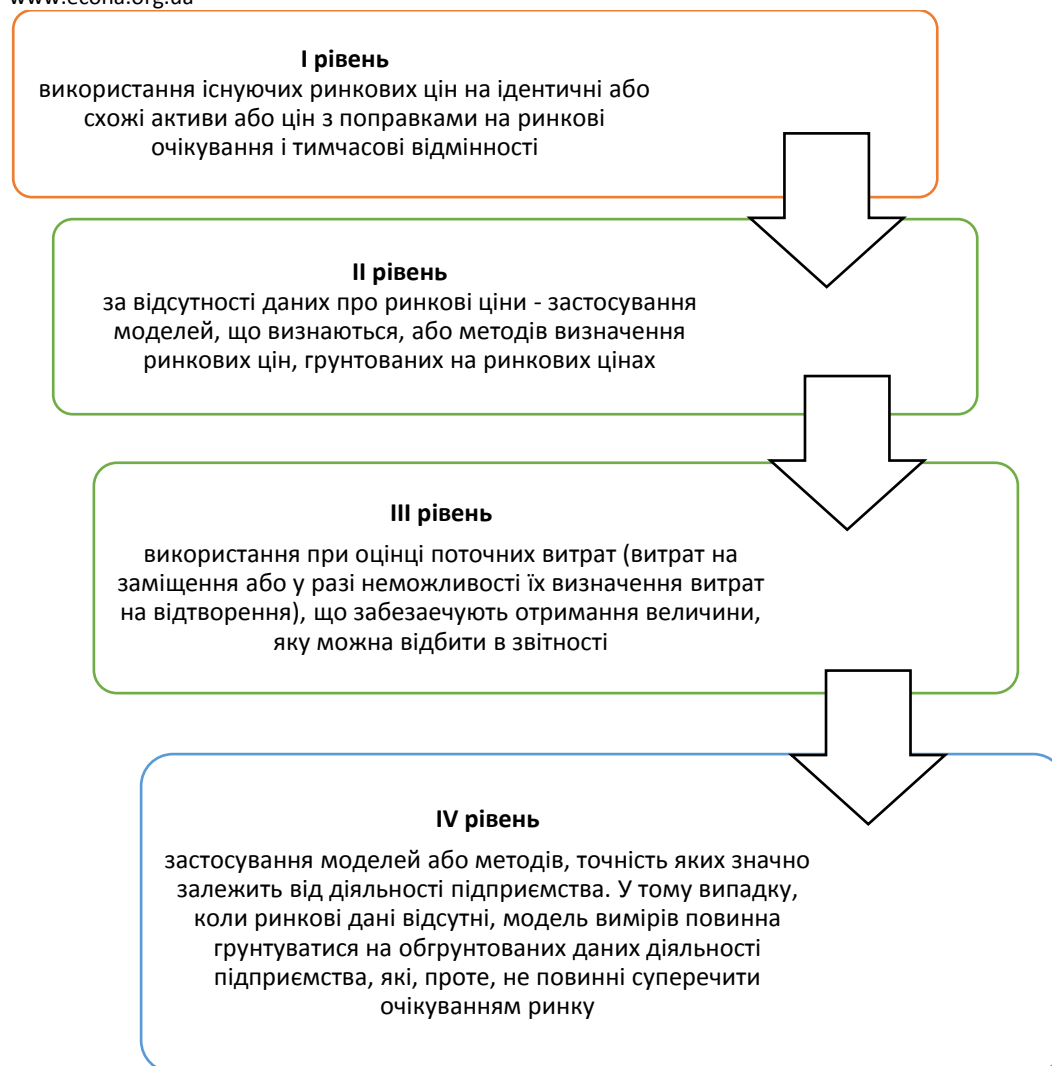 www.econa.org.ua
І рівень
використання існуючих ринкових цін на ідентичні або
схожі активи або цін з поправками на ринкові
очікування і тимчасові відмінності
ІІ рівень
за відсутності даних про ринкові ціни - застосування
моделей, що визнаються, або методів визначення
ринкових цін, грунтованих на ринкових цінах
ІІІ рівень
використання при оцінці поточних витрат (витрат на
заміщення або у разі неможливості їх визначення витрат
на відтворення), що забезаечують отримання величини,
яку можна відбити в звітності
IV рівень
застосування моделей або методів, точність яких значно
залежить від діяльності підприємства. У тому випадку,
коли ринкові дані відсутні, модель вимірів повинна
грунтуватися на обгрунтованих даних діяльності
підприємства, які, проте, не повинні суперечити
очікуванням ринку